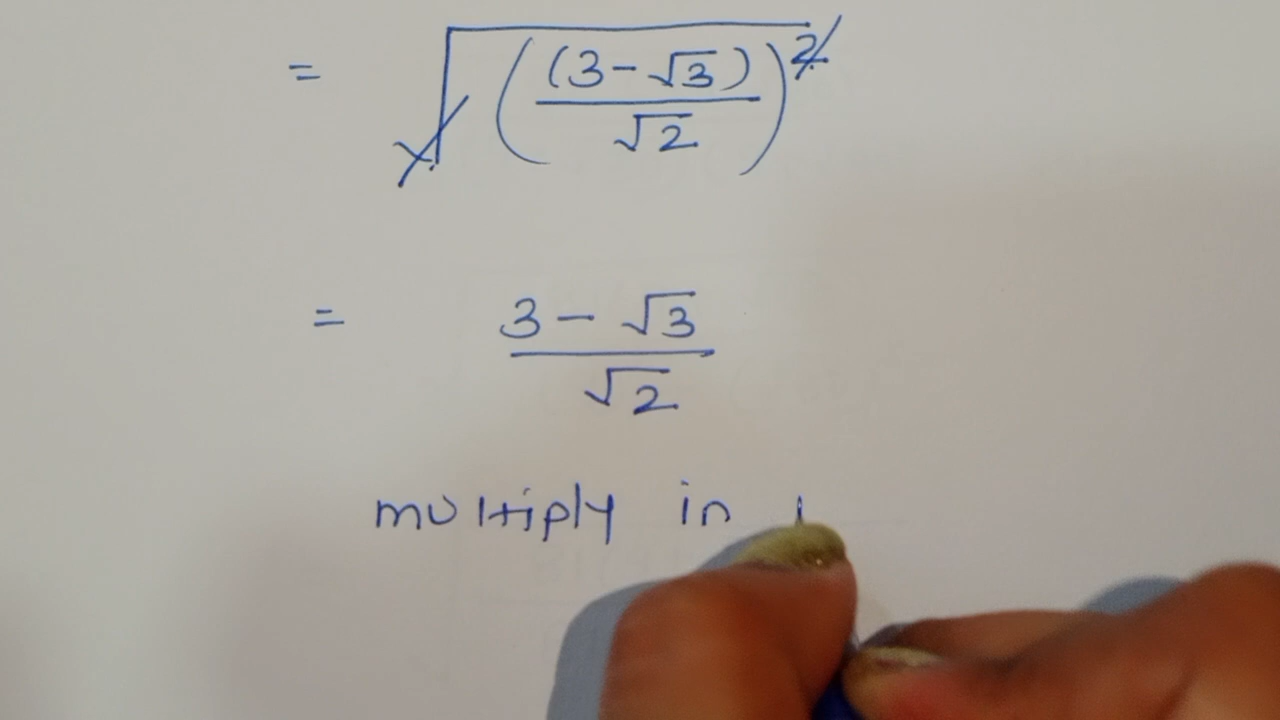 = √((3-√3)/√2)²
= 3-√3/√2
multiply in